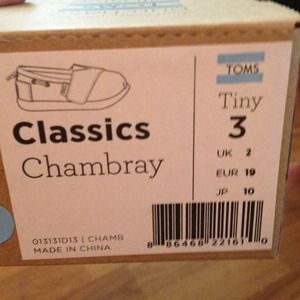 TOMS
Tiny
3
UK 2
EUR 19
JP 10
Classics
Chambray
013131D13 | CHAMB
MADE IN CHINA
8 86468 22161 0